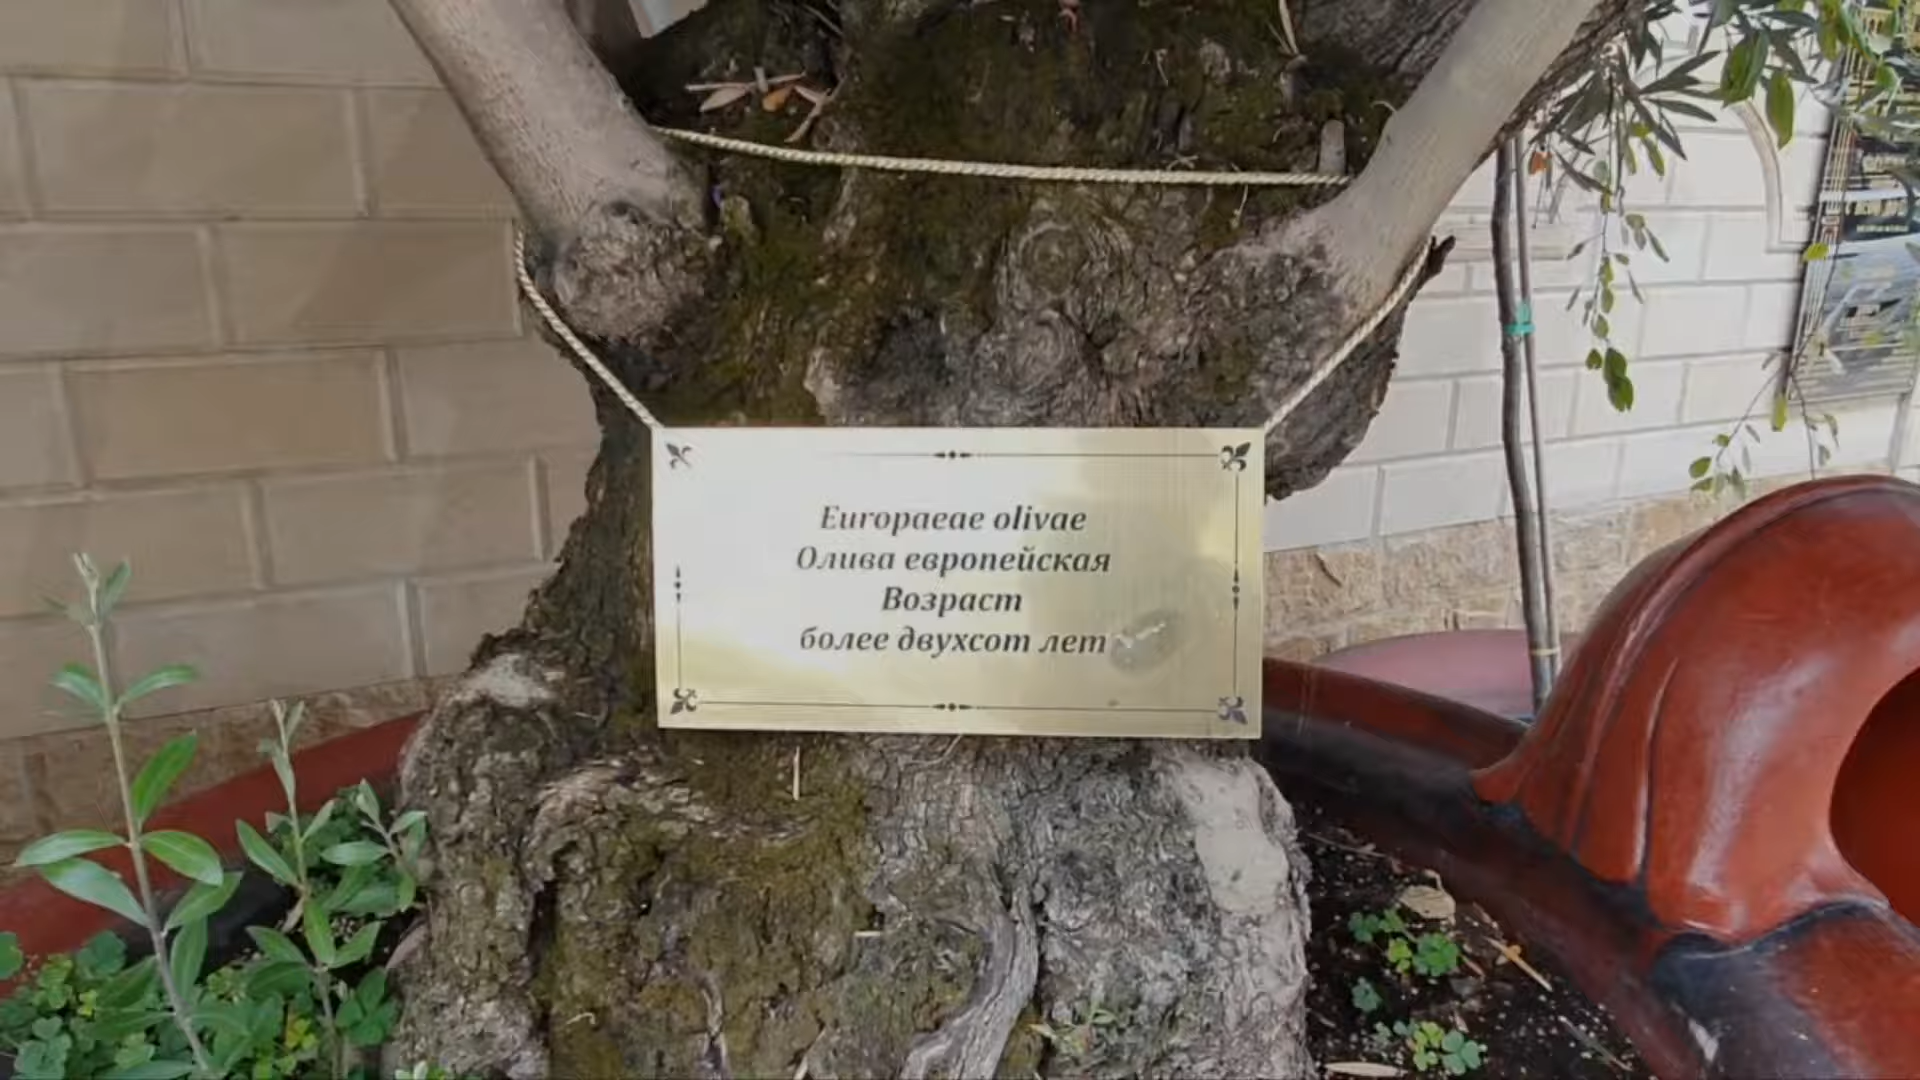 Europaeae olivae
Олива европейская
Возраст
более двухсот лет